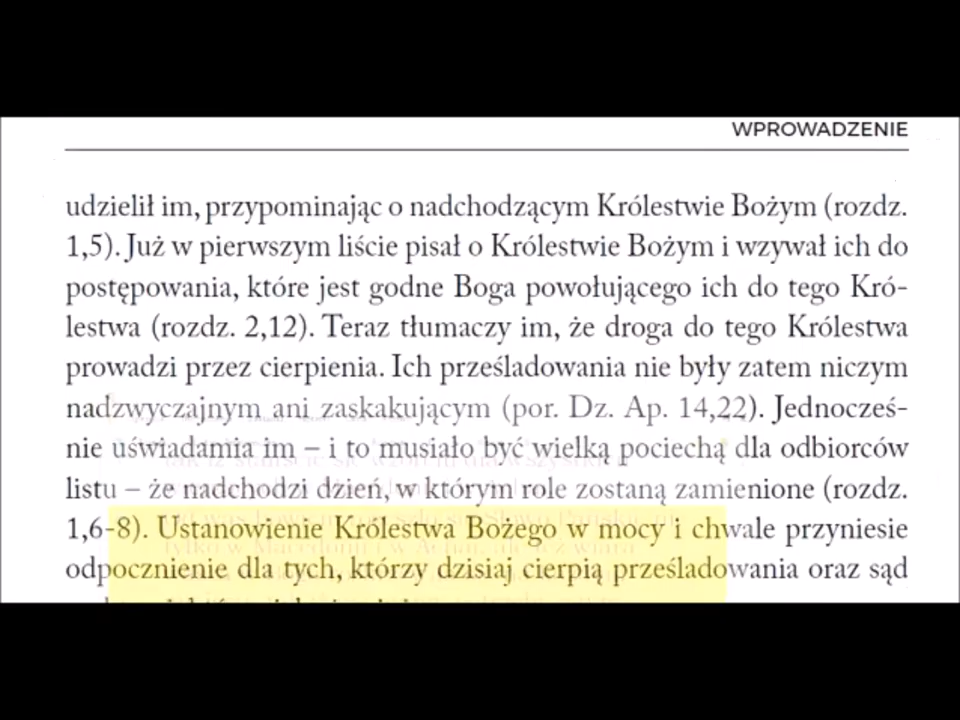 WPROWADZENIE
udzielił im, przypominając o nadchodzącym Królestwie Bożym (rozdz.
1,5). Już w pierwszym liście pisał o Królestwie Bożym i wzywał ich do
postępowania, które jest godne Boga powołującego ich do tego Kró-
lestwa (rozdz. 2,12). Teraz tłumaczy im, że droga do tego Królestwa
prowadzi przez cierpienia. Ich prześladowania nie były zatem niczym
nadzwyczajnym ani zaskakującym (por. Dz. Ap. 14,22). Jednocześ-
nie uświadamia im – i to musiało być wielką pociechą dla odbiorców
listu – że nadchodzi dzień, w którym role zostaną zamienione (rozdz.
1,6-8). Ustanowienie Królestwa Bożego w mocy i chwale przyniesie
odpocznienie dla tych, którzy dzisiaj cierpią prześladowania oraz sąd